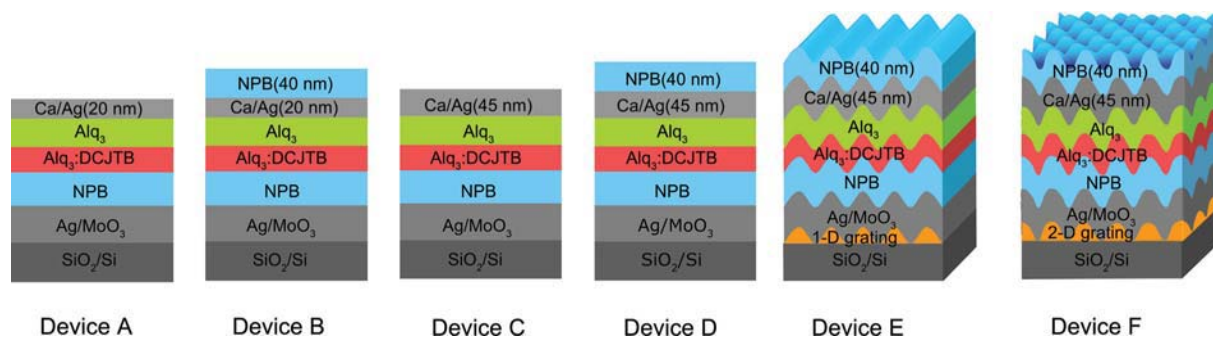 Ca/Ag(20 nm)
Alq3
Alq3:DCJTB
NPB
Ag/MoO3
SiO2/Si
Device A
NPB(40 nm)
Ca/Ag(20 nm)
Alq3
Alq3:DCJTB
NPB
Ag/MoO3
SiO2/Si
Device B
Ca/Ag(45 nm)
Alq3
Alq3:DCJTB
NPB
Ag/MoO3
SiO2/Si
Device C
NPB(40 nm)
Ca/Ag(45 nm)
Alq3
Alq3:DCJTB
NPB
Ag/MoO3
SiO2/Si
Device D
NPB(40 nm)
Ca/Ag(45 nm)
Alq3
Alq3:DCJTB
NPB
Ag/MoO3
1-D grating
SiO2/Si
Device E
NPB(40 nm)
Ca/Ag(45 nm)
Alq3
Alq3:DCJTB
NPB
Ag/MoO3
2-D grating
SiO2/Si
Device F